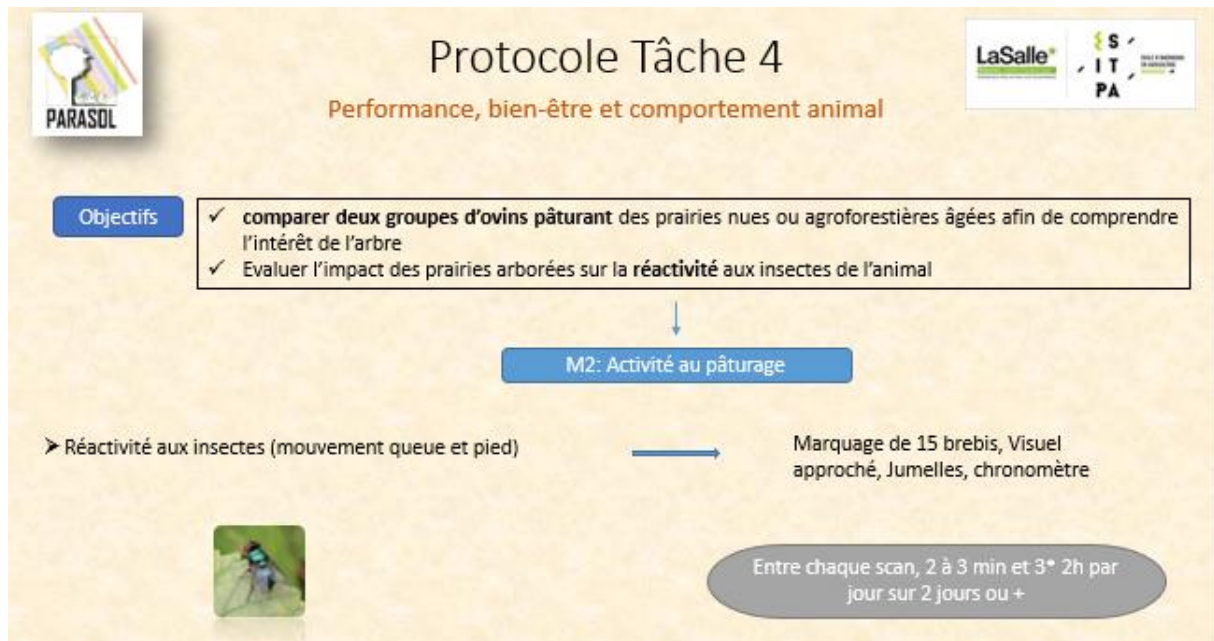 Protocole Tâche 4
Performance, bien-être et comportement animal
PARASOL
LaSalle
ESITPA
Objectifs
✓ comparer deux groupes d'ovins pâturant des prairies nues ou agroforestières âgées afin de comprendre
l'intérêt de l'arbre
✓ Evaluer l'impact des prairies arborées sur la réactivité aux insectes de l'animal
M2: Activité au pâturage
➤ Réactivité aux insectes (mouvement queue et pied)
Marquage de 15 brebis, Visuel
approché, Jumelles, chronomètre
Entre chaque scan, 2 à 3 min et 3* 2h par
jour sur 2 jours ou +